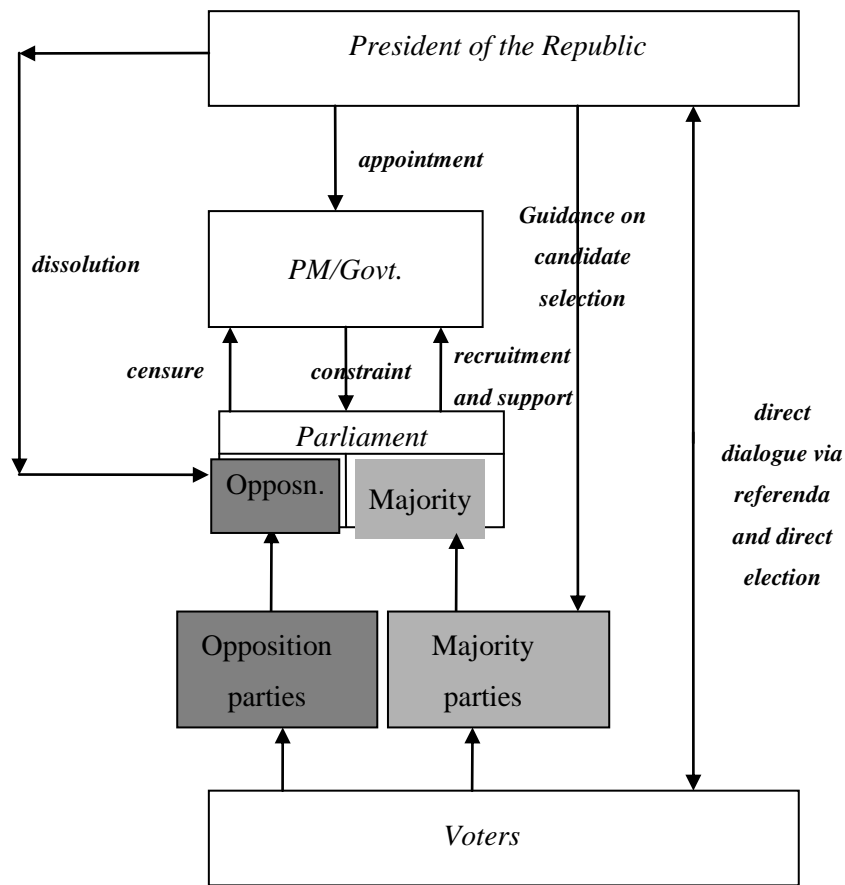 President of the Republic
appointment
Guidance on
candidate
selection
dissolution
PM/Govt.
censure
constraint
recruitment
and support
Parliament
Opposn.
Majority
direct
dialogue via
referenda
and direct
election
Opposition
parties
Majority
parties
Voters